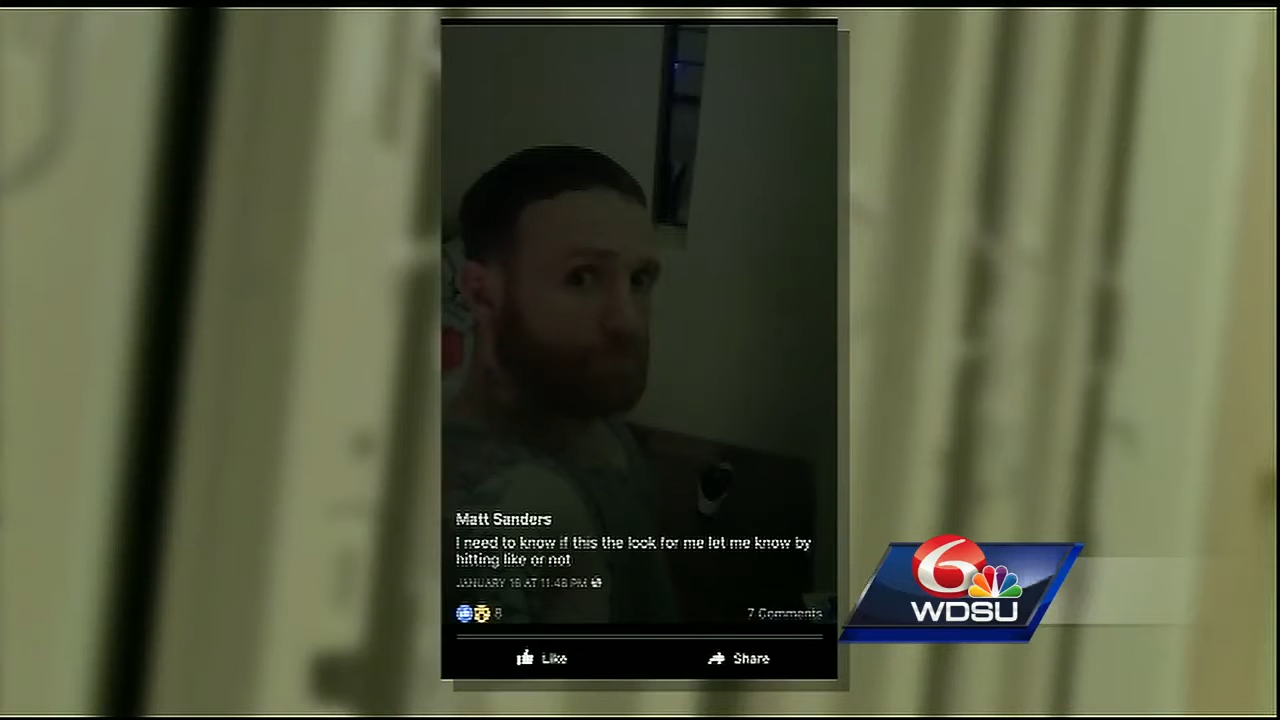 Matt Sanders
I need to know if this the look for me let me know by
hitting like or not
JANUARY 16 AT 11:48 PM
8
7 Comments
Like
Share
6
WDSU